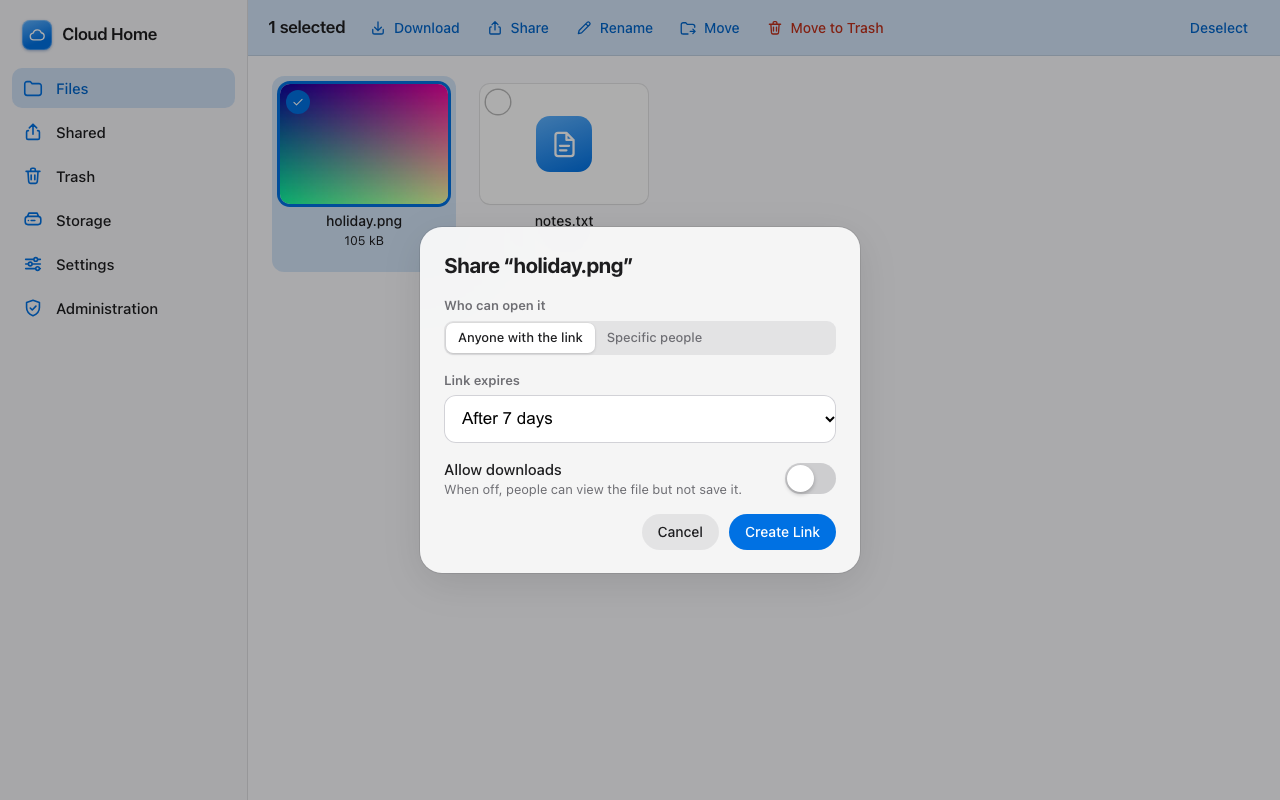 Cloud Home
1 selected
Download
Share
Rename
Move
Move to Trash
Deselect
Files
Shared
Trash
Storage
Settings
Administration
holiday.png
105 kB
notes.txt
Share “holiday.png”
Who can open it
Anyone with the link
Specific people
Link expires
After 7 days
Allow downloads
When off, people can view the file but not save it.
Cancel
Create Link